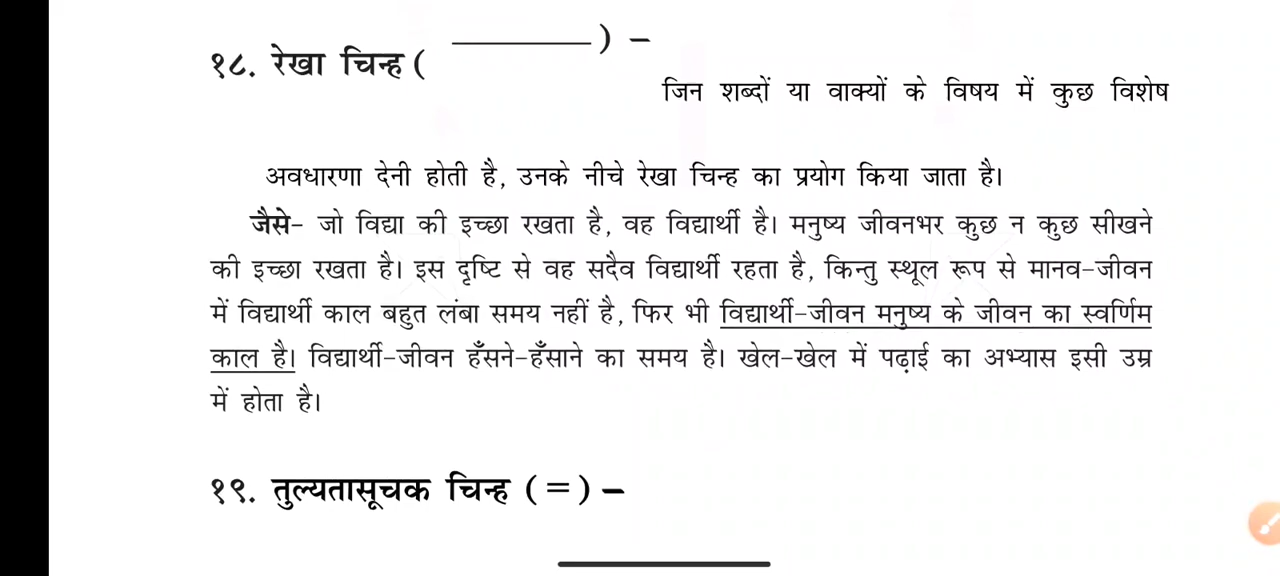 १८. रेखा चिन्ह ( ______ ) –
जिन शब्दों या वाक्यों के विषय में कुछ विशेष
अवधारणा देनी होती है, उनके नीचे रेखा चिन्ह का प्रयोग किया जाता है।
जैसे- जो विद्या की इच्छा रखता है, वह विद्यार्थी है। मनुष्य जीवनभर कुछ न कुछ सीखने
की इच्छा रखता है। इस दृष्टि से वह सदैव विद्यार्थी रहता है, किन्तु स्थूल रूप से मानव-जीवन
में विद्यार्थी काल बहुत लंबा समय नहीं है, फिर भी विद्यार्थी-जीवन मनुष्य के जीवन का स्वर्णिम
काल है। विद्यार्थी-जीवन हँसने-हँसाने का समय है। खेल-खेल में पढ़ाई का अभ्यास इसी उम्र
में होता है।
१९. तुल्यतासूचक चिन्ह (=) –